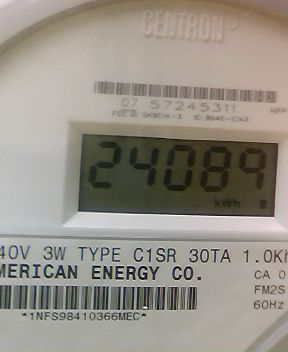 CENTRON®
07 57245311
24089
kWh
40V 3W TYPE C1SR 30TA 1.0Kh
MERICAN ENERGY CO.
CA 0
FM2S
60Hz
*1NFS98410366MEC*